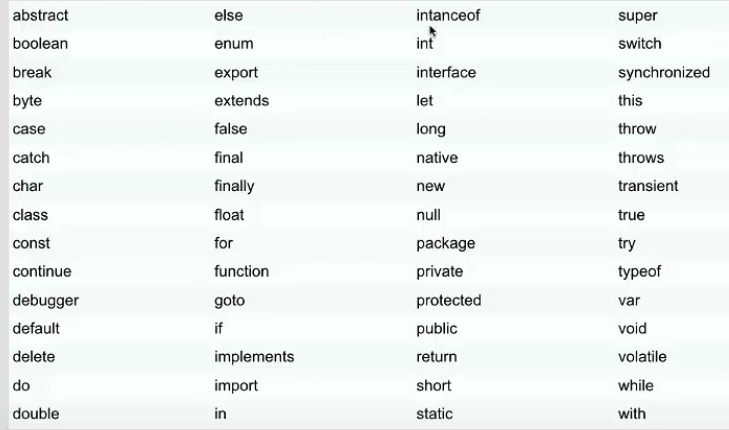 abstract else intanceof super
boolean enum int switch
break export interface synchronized
byte extends let this
case false long throw
catch final native throws
char finally new transient
class float null true
const for package try
continue function private typeof
debugger goto protected var
default if public void
delete implements return volatile
do import short while
double in static with